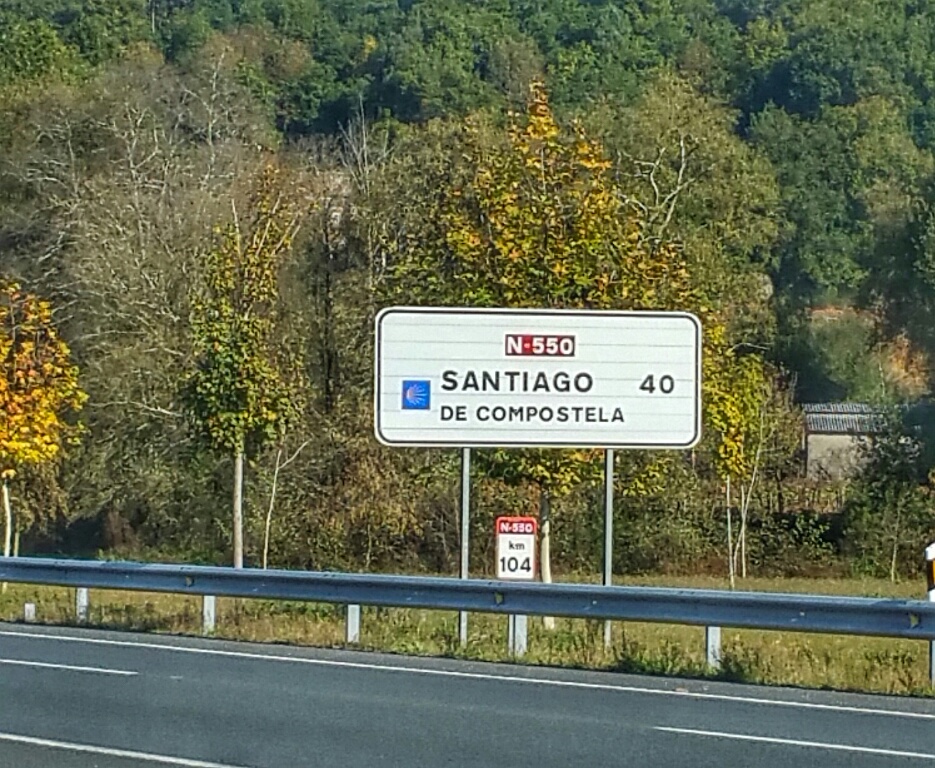 N-550
SANTIAGO 40
DE COMPOSTELA
N-550
km
104